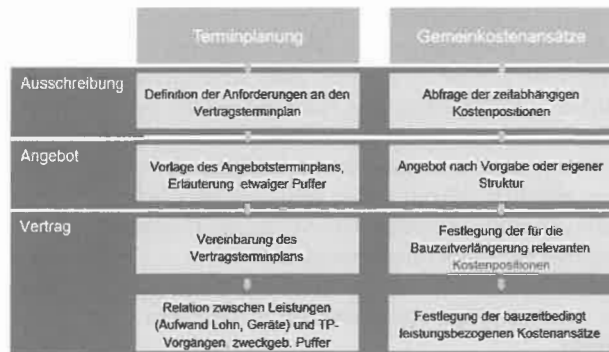 Terminplanung
Gemeinkostenansätze
Ausschreibung
Definition der Anforderungen an den
Vertragsterminplan
Abfrage der zeitabhängigen
Kostenpositionen
Angebot
Vorlage des Angebotsterminplans,
Erläuterung etwaiger Puffer
Angebot nach Vorgabe oder eigener
Struktur
Vertrag
Vereinbarung des
Vertragsterminplans
Festlegung der für die
Bauzeitverlängerung relevanten
Kostenpositionen
Relation zwischen Leistungen
(Aufwand Lohn, Geräte) und TP-
Vorgängen, zweckgeb. Puffer
Festlegung der bauzeitbedingt
leistungsbezogenen Kostenansätze